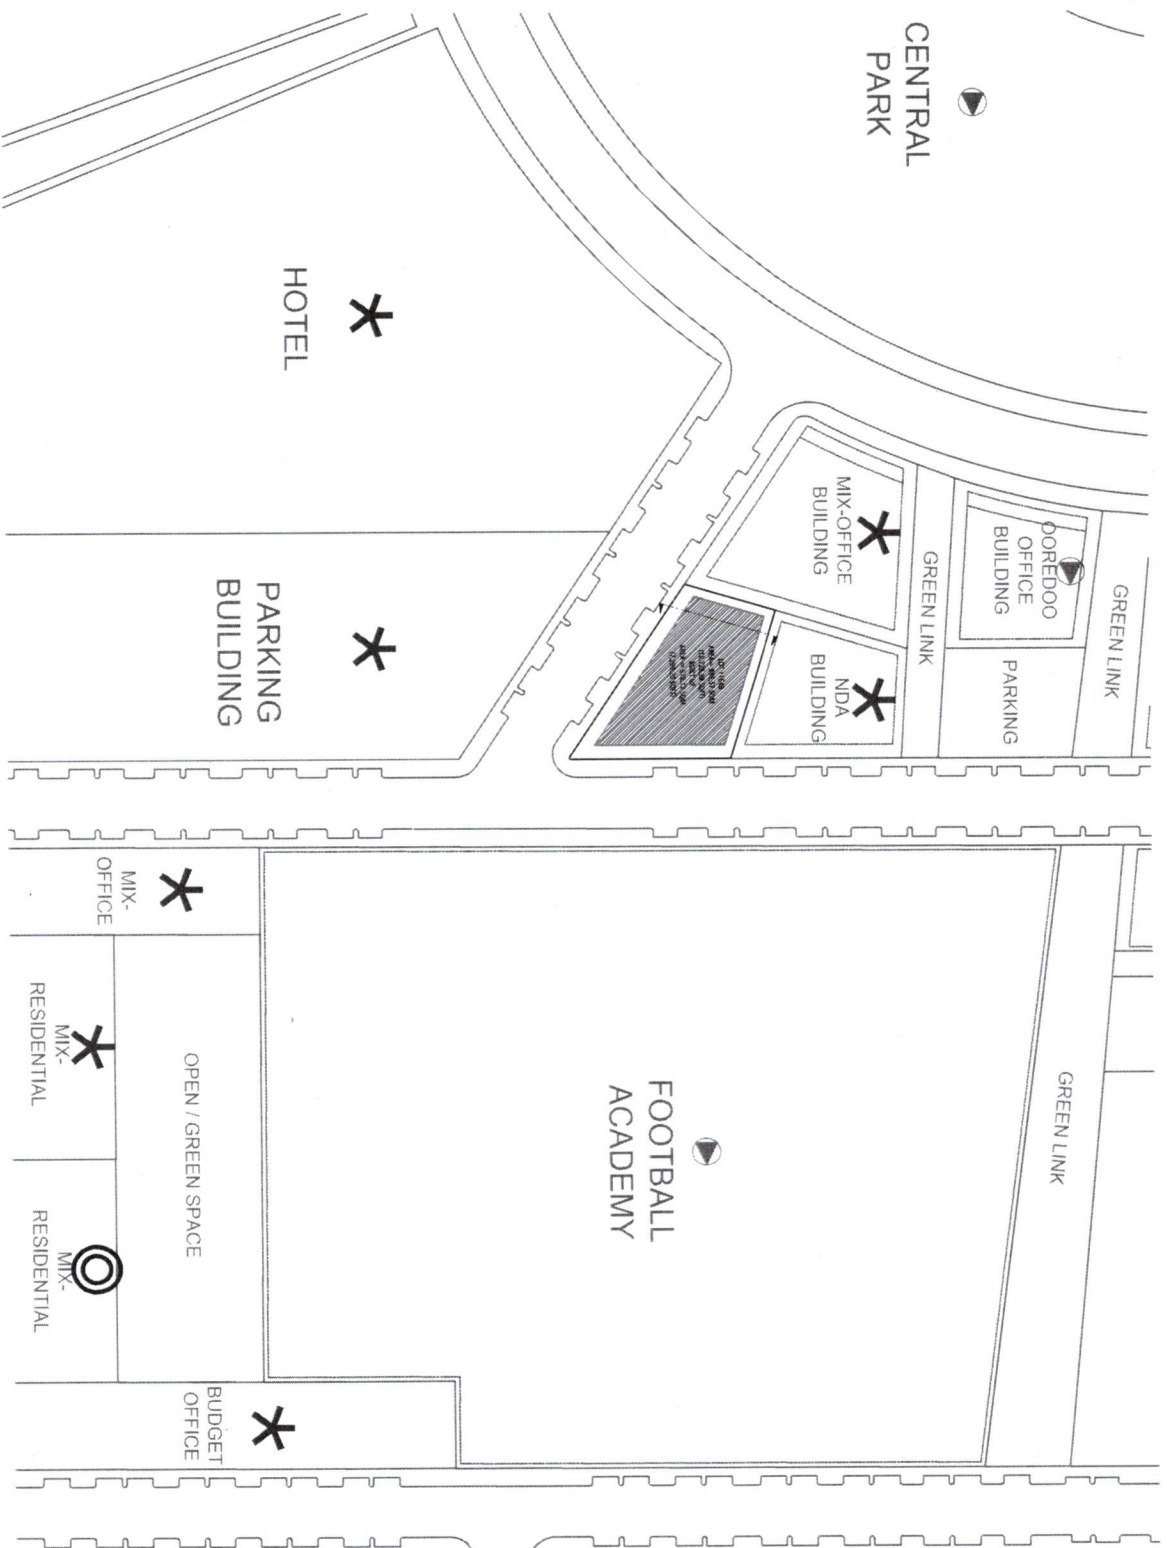 GREEN LINK
OOREDOO
OFFICE
BUILDING
PARKING
GREEN LINK
CENTRAL
PARK
GREEN LINK
MIX-OFFICE
BUILDING
NDA
BUILDING
FOOTBALL
ACADEMY
HOTEL
PARKING
BUILDING
BUDGET
OFFICE
OPEN / GREEN SPACE
MIX-
OFFICE
MIX-
RESIDENTIAL
MIX-
RESIDENTIAL